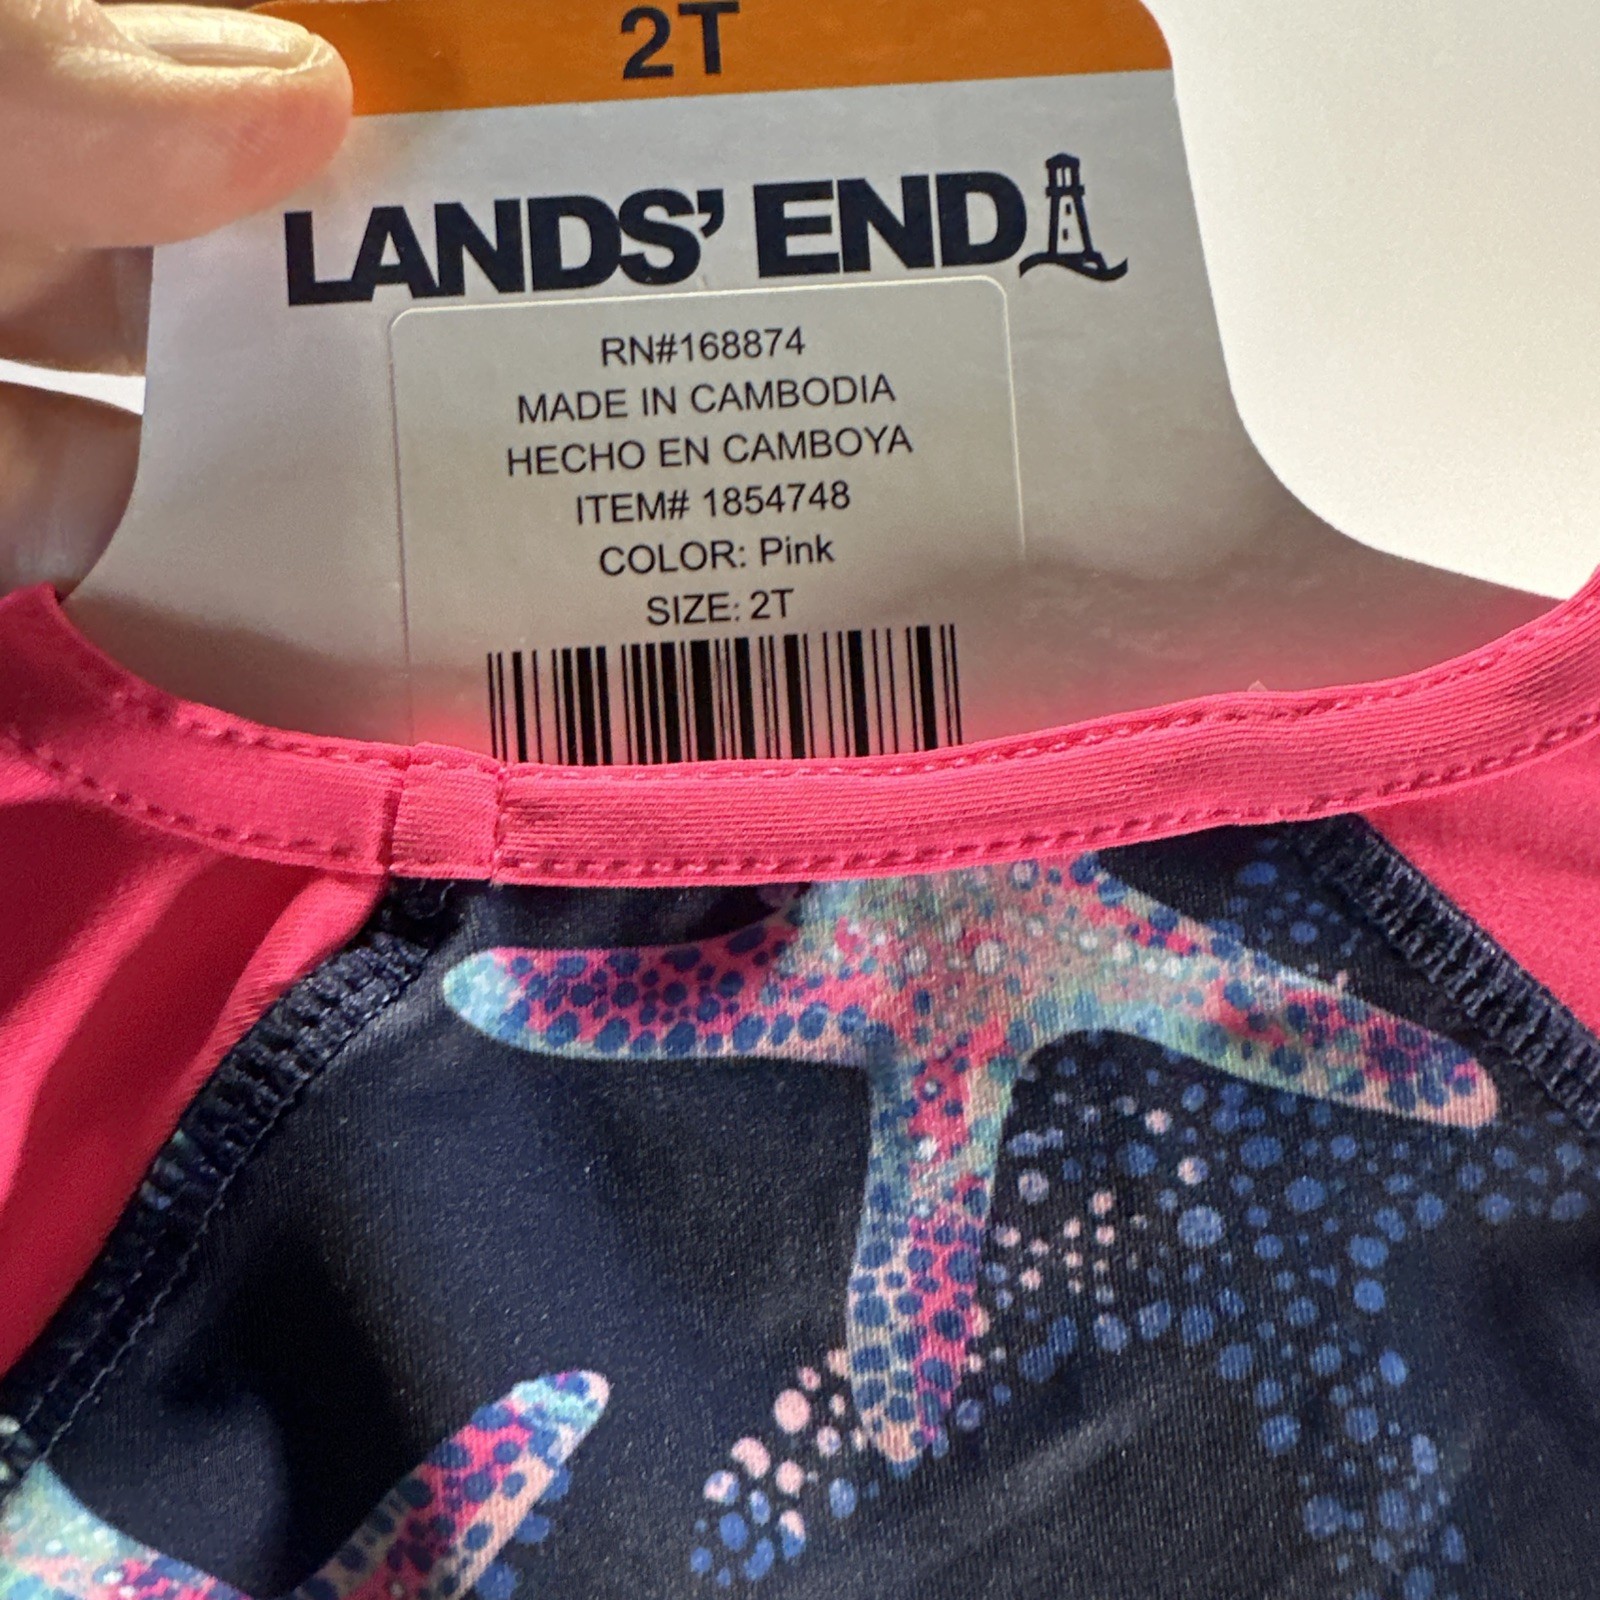 2T
LANDS' END
RN#168874
MADE IN CAMBODIA
HECHO EN CAMBOYA
ITEM# 1854748
COLOR: Pink
SIZE: 2T